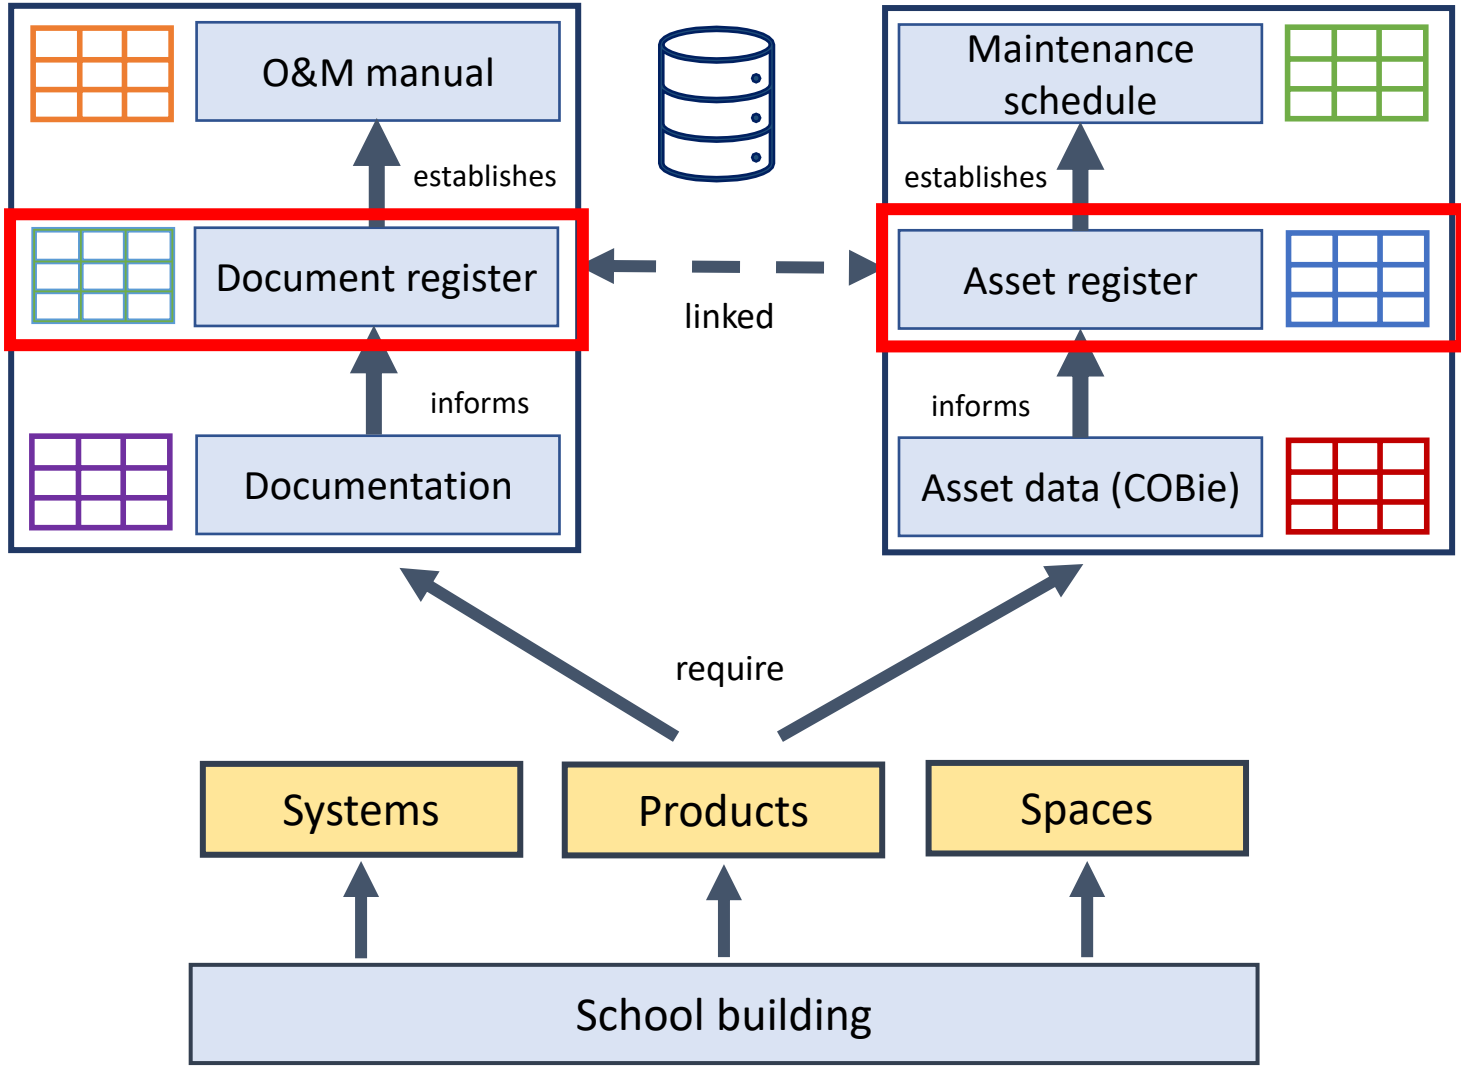 O&M manual
Maintenance
schedule
establishes
establishes
Document register
Asset register
linked
informs
informs
Documentation
Asset data (COBie)
require
Systems
Products
Spaces
School building